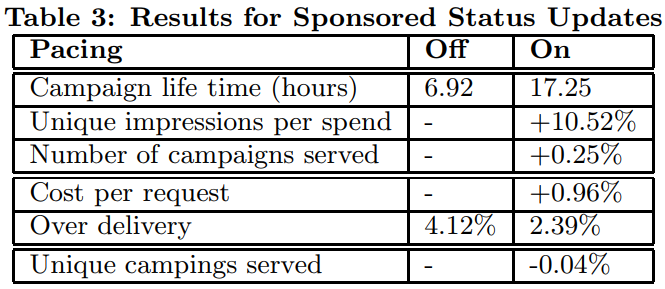 Table 3: Results for Sponsored Status Updates
Pacing Off On
Campaign life time (hours) 6.92 17.25
Unique impressions per spend - +10.52%
Number of campaigns served - +0.25%
Cost per request - +0.96%
Over delivery 4.12% 2.39%
Unique campings served - -0.04%